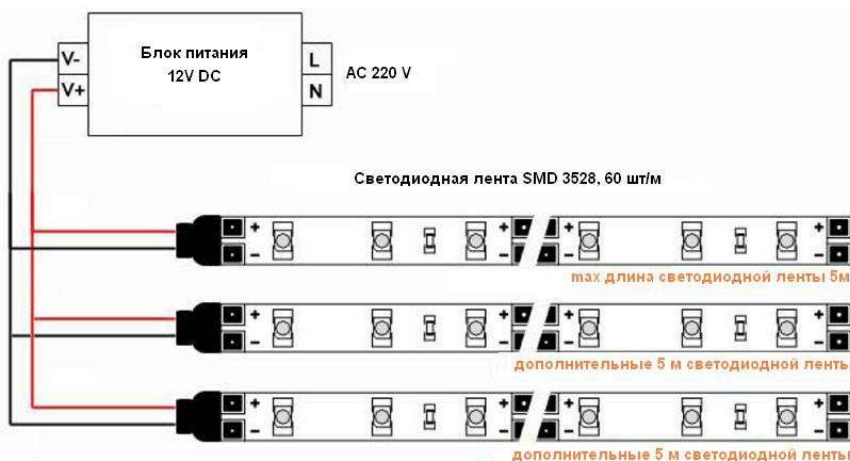 Блок питания
12V DC
V-
V+
L
N
AC 220 V
Светодиодная лента SMD 3528, 60 шт/м
+ + + +
– – – –
max длина светодиодной ленты 5м
+ + + +
– – – –
дополнительные 5 м светодиодной ленты
+ + + +
– – – –
дополнительные 5 м светодиодной ленты